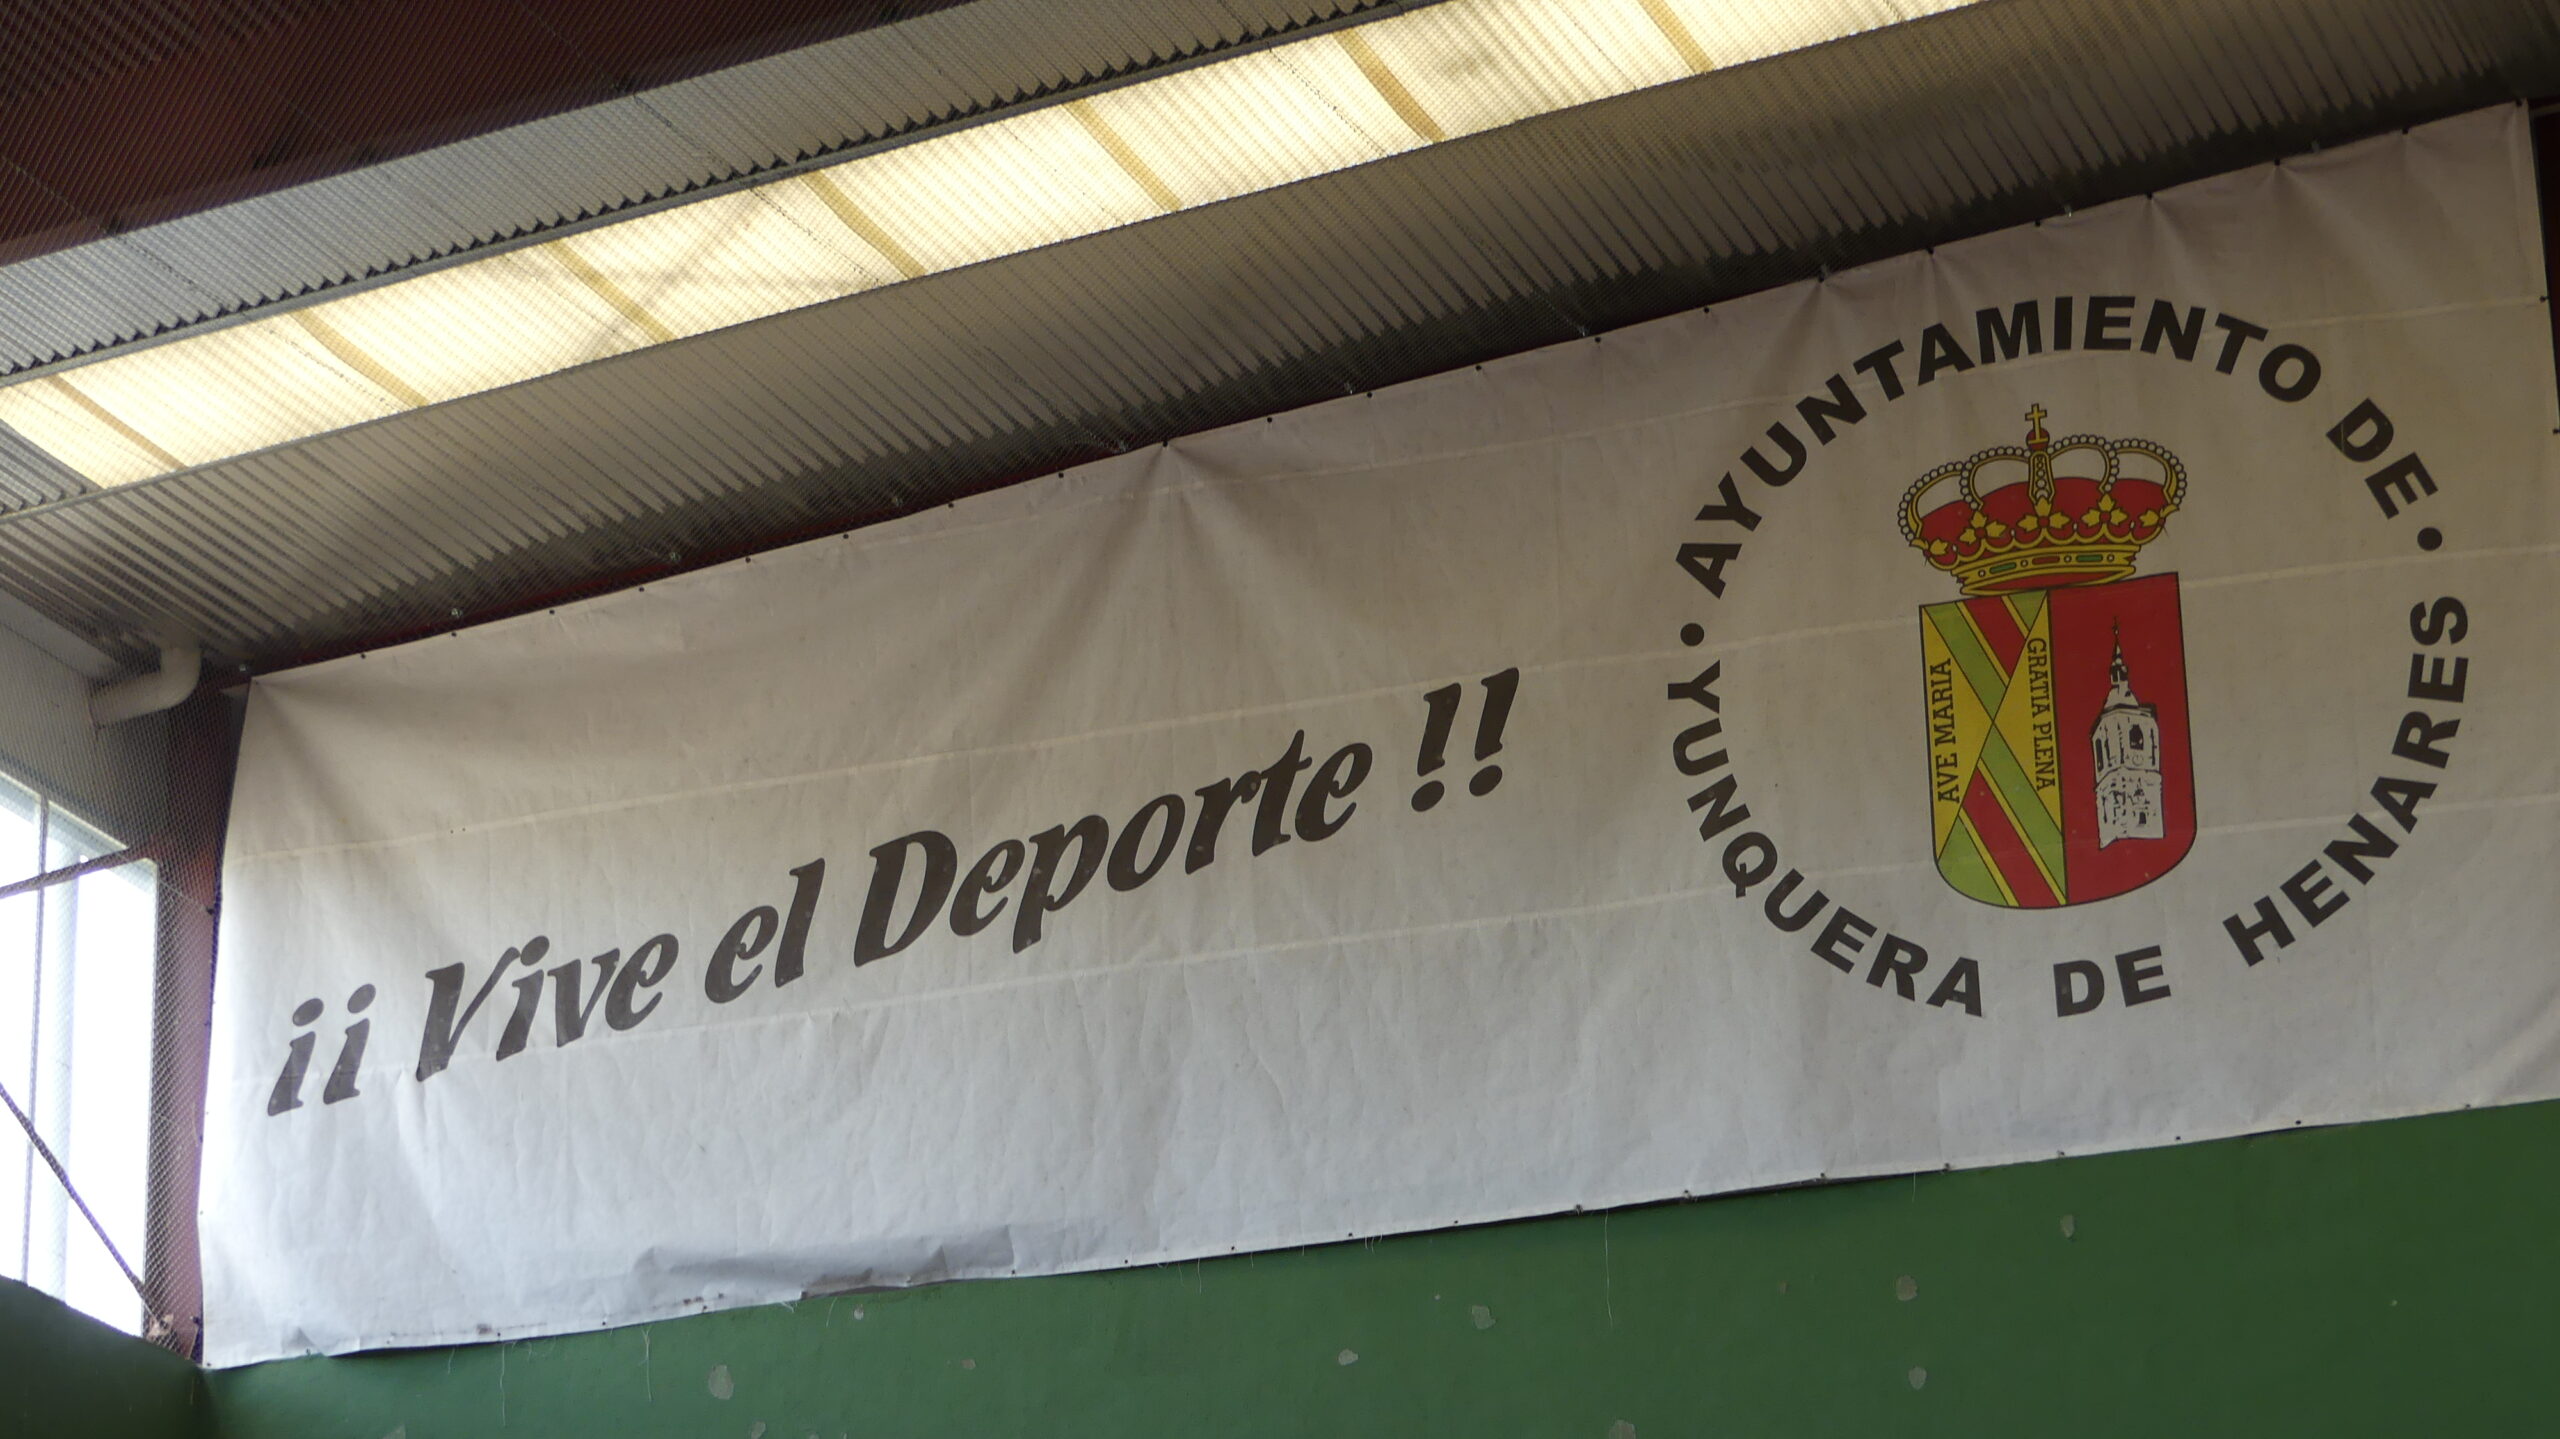 ¡¡ Vive el Deporte !!
· AYUNTAMIENTO DE ·
YUNQUERA DE HENARES
AVE MARIA
GRATIA PLENA